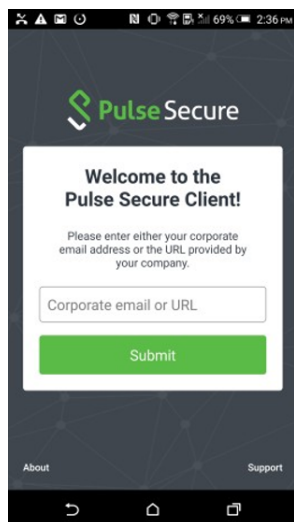 69% 2:36 PM
Pulse Secure
Welcome to the
Pulse Secure Client!
Please enter either your corporate
email address or the URL provided by
your company.
Corporate email or URL
Submit
About Support